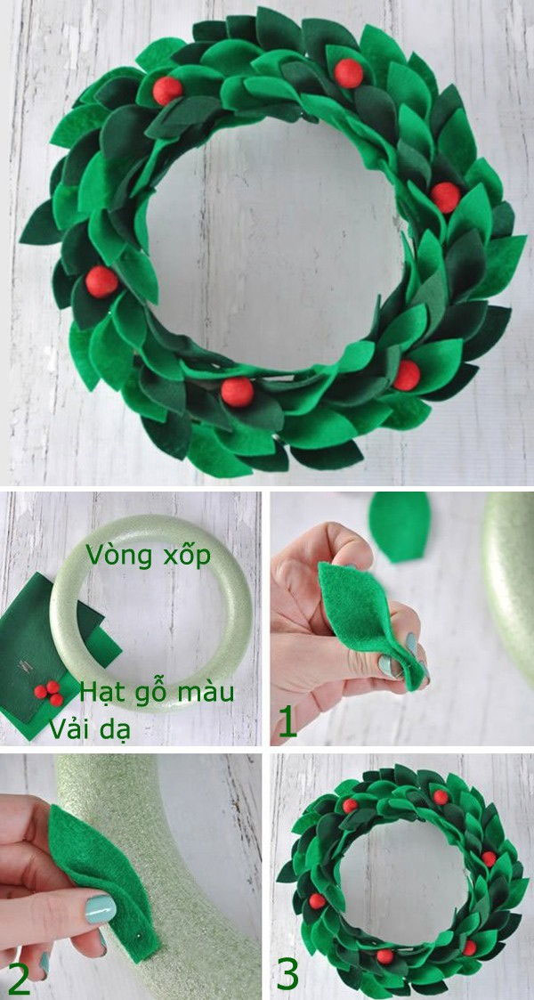 Vòng xốp
Hạt gỗ màu
Vải dạ
1
2
3